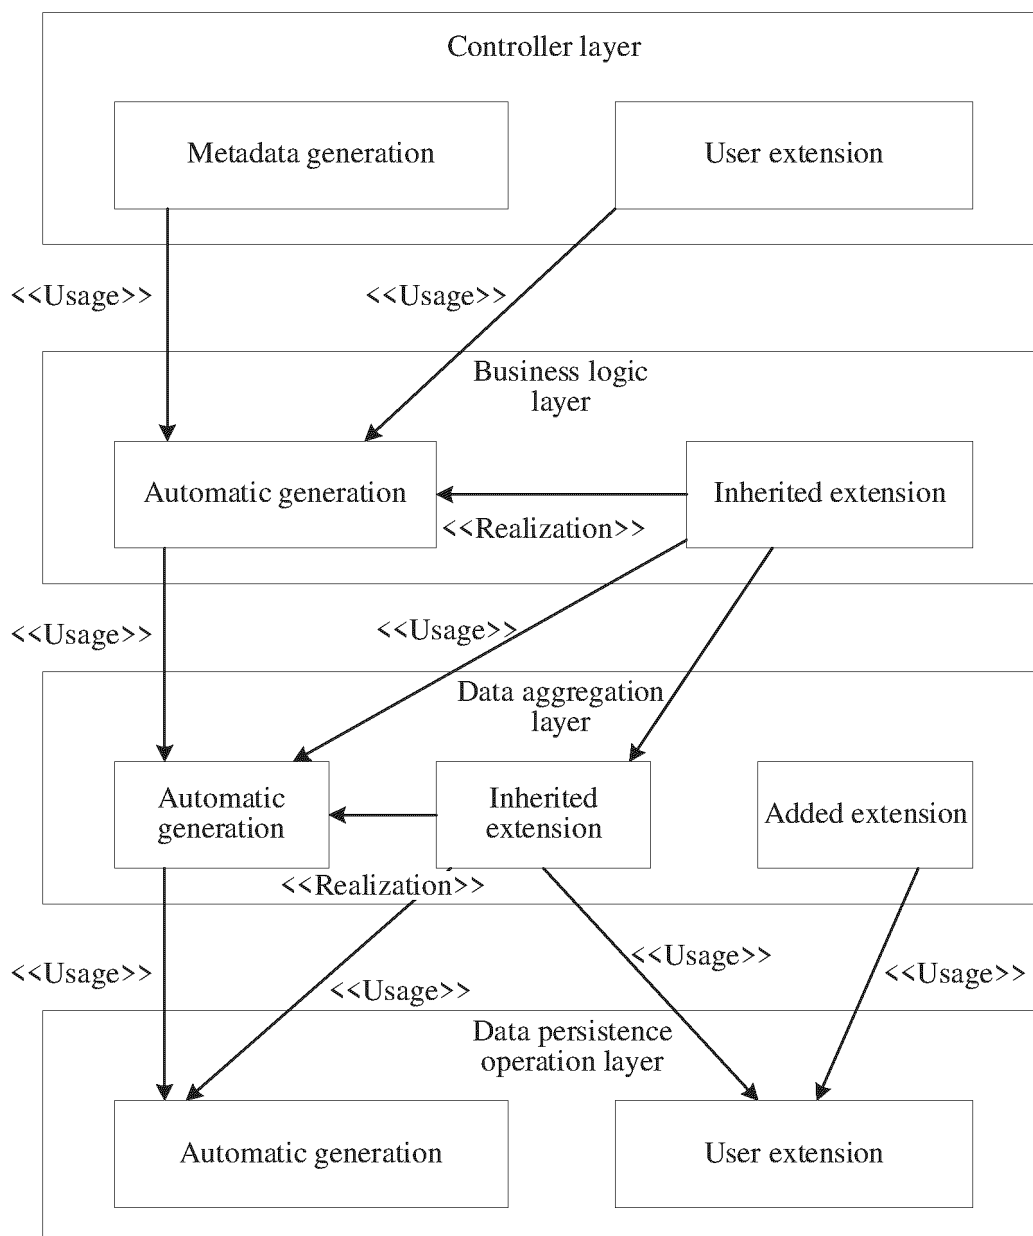 Controller layer
Metadata generation
User extension
<<Usage>>
<<Usage>>
Business logic
layer
Automatic generation
Inherited extension
<<Realization>>
<<Usage>>
<<Usage>>
Data aggregation
layer
Automatic
generation
Inherited
extension
Added extension
<<Realization>>
<<Usage>>
<<Usage>>
<<Usage>>
<<Usage>>
Data persistence
operation layer
Automatic generation
User extension